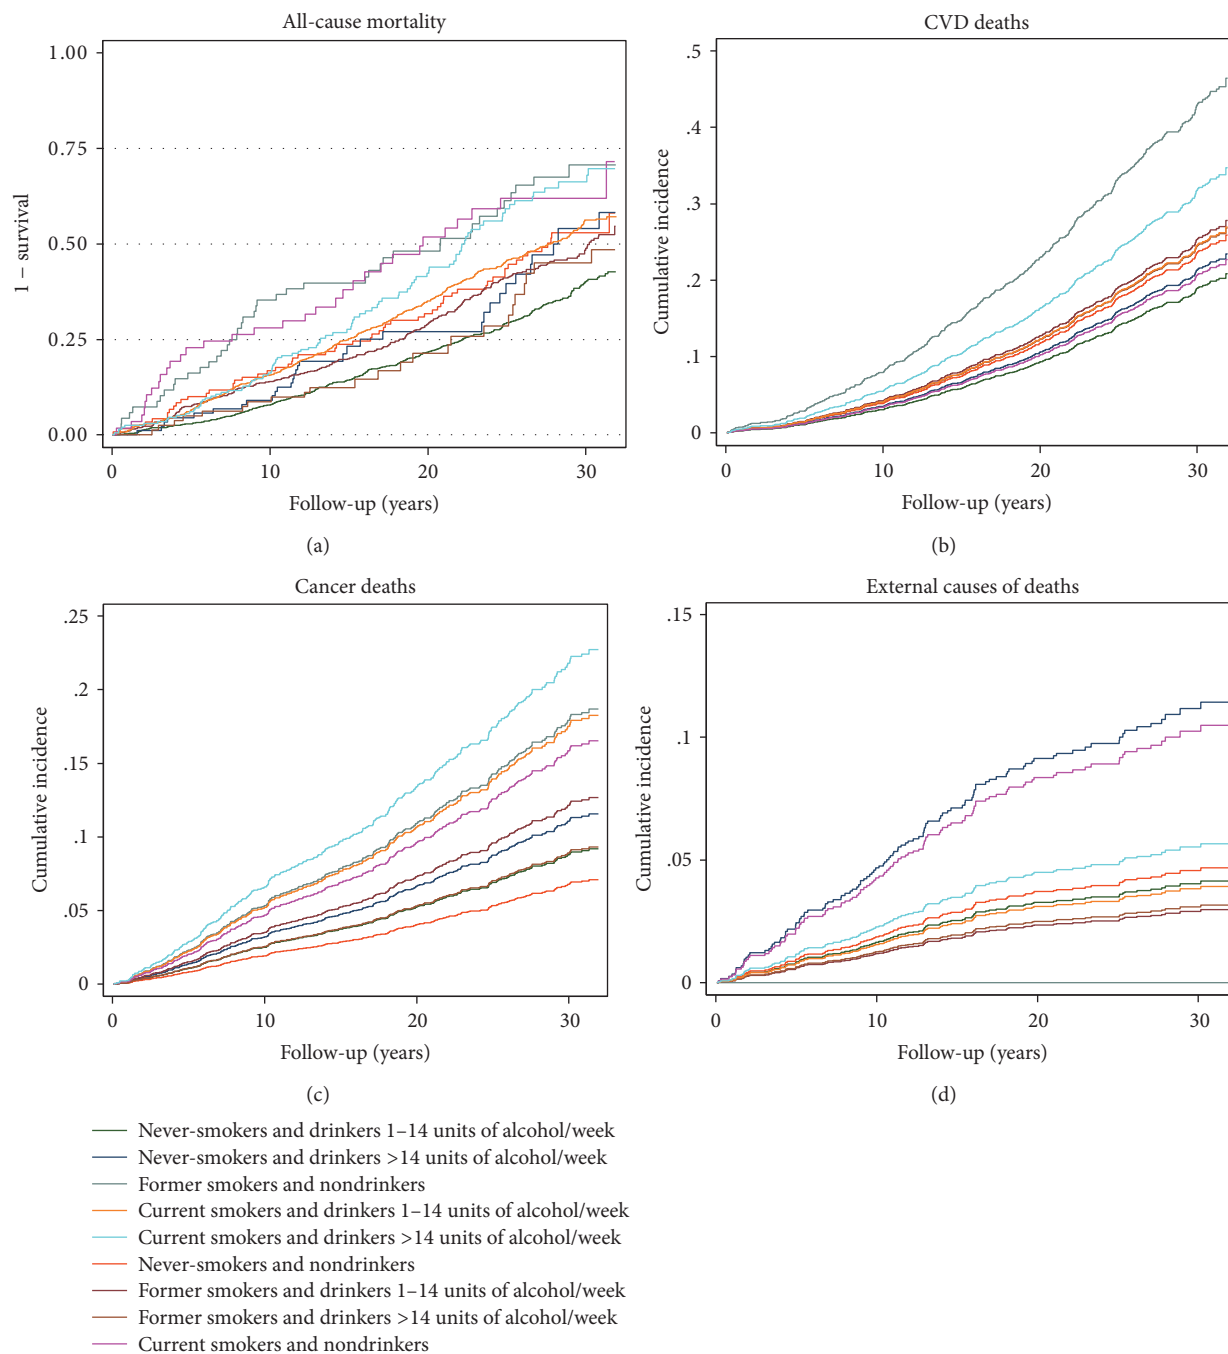 All-cause mortality
1.00
0.75
0.50
0.25
0.00
1 − survival
0
10
20
30
Follow-up (years)
(a)
CVD deaths
.5
.4
.3
.2
.1
0
Cumulative incidence
0
10
20
30
Follow-up (years)
(b)
Cancer deaths
.25
.2
.15
.1
.05
0
Cumulative incidence
0
10
20
30
Follow-up (years)
(c)
External causes of deaths
.15
.1
.05
0
Cumulative incidence
0
10
20
30
Follow-up (years)
(d)
Never-smokers and drinkers 1–14 units of alcohol/week
Never-smokers and drinkers >14 units of alcohol/week
Former smokers and nondrinkers
Current smokers and drinkers 1–14 units of alcohol/week
Current smokers and drinkers >14 units of alcohol/week
Never-smokers and nondrinkers
Former smokers and drinkers 1–14 units of alcohol/week
Former smokers and drinkers >14 units of alcohol/week
Current smokers and nondrinkers